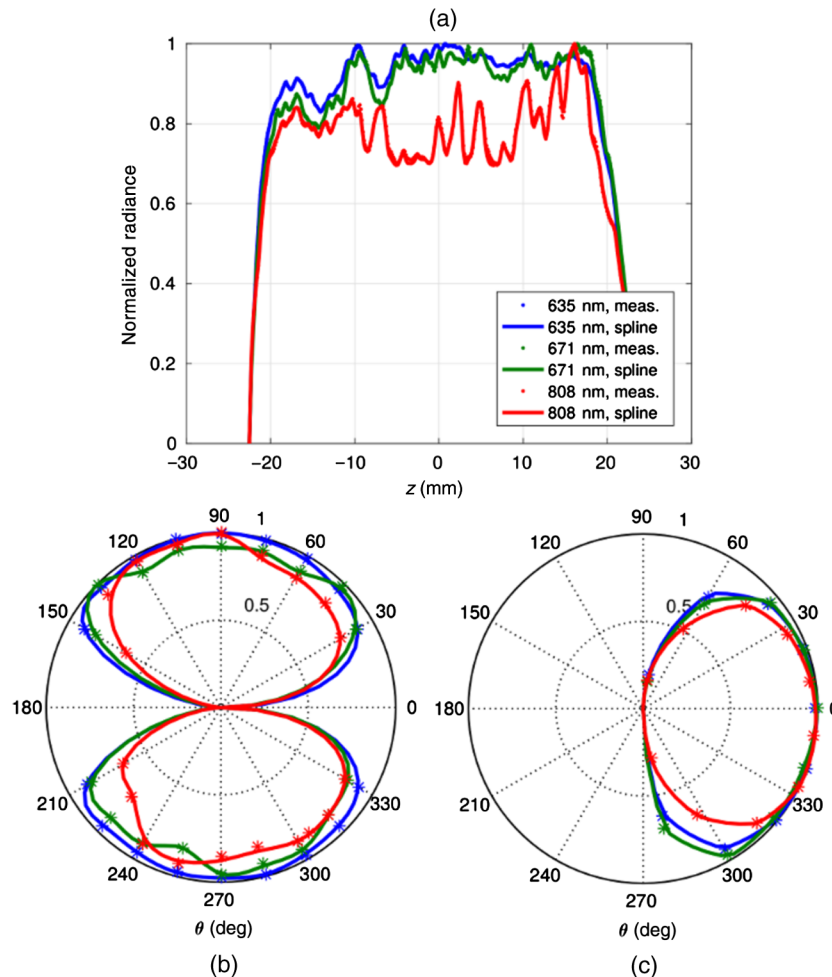 (a)
Normalized radiance
1
0.8
0.6
0.4
0.2
0
-30 -20 -10 0 10 20 30
z (mm)
635 nm, meas.
635 nm, spline
671 nm, meas.
671 nm, spline
808 nm, meas.
808 nm, spline
90
1
120 60
0.5
150 30
180 0
210 330
240 300
270
θ (deg)
(b)
90
1
120 60
0.5
150 30
180 0
210 330
240 300
270
θ (deg)
(c)